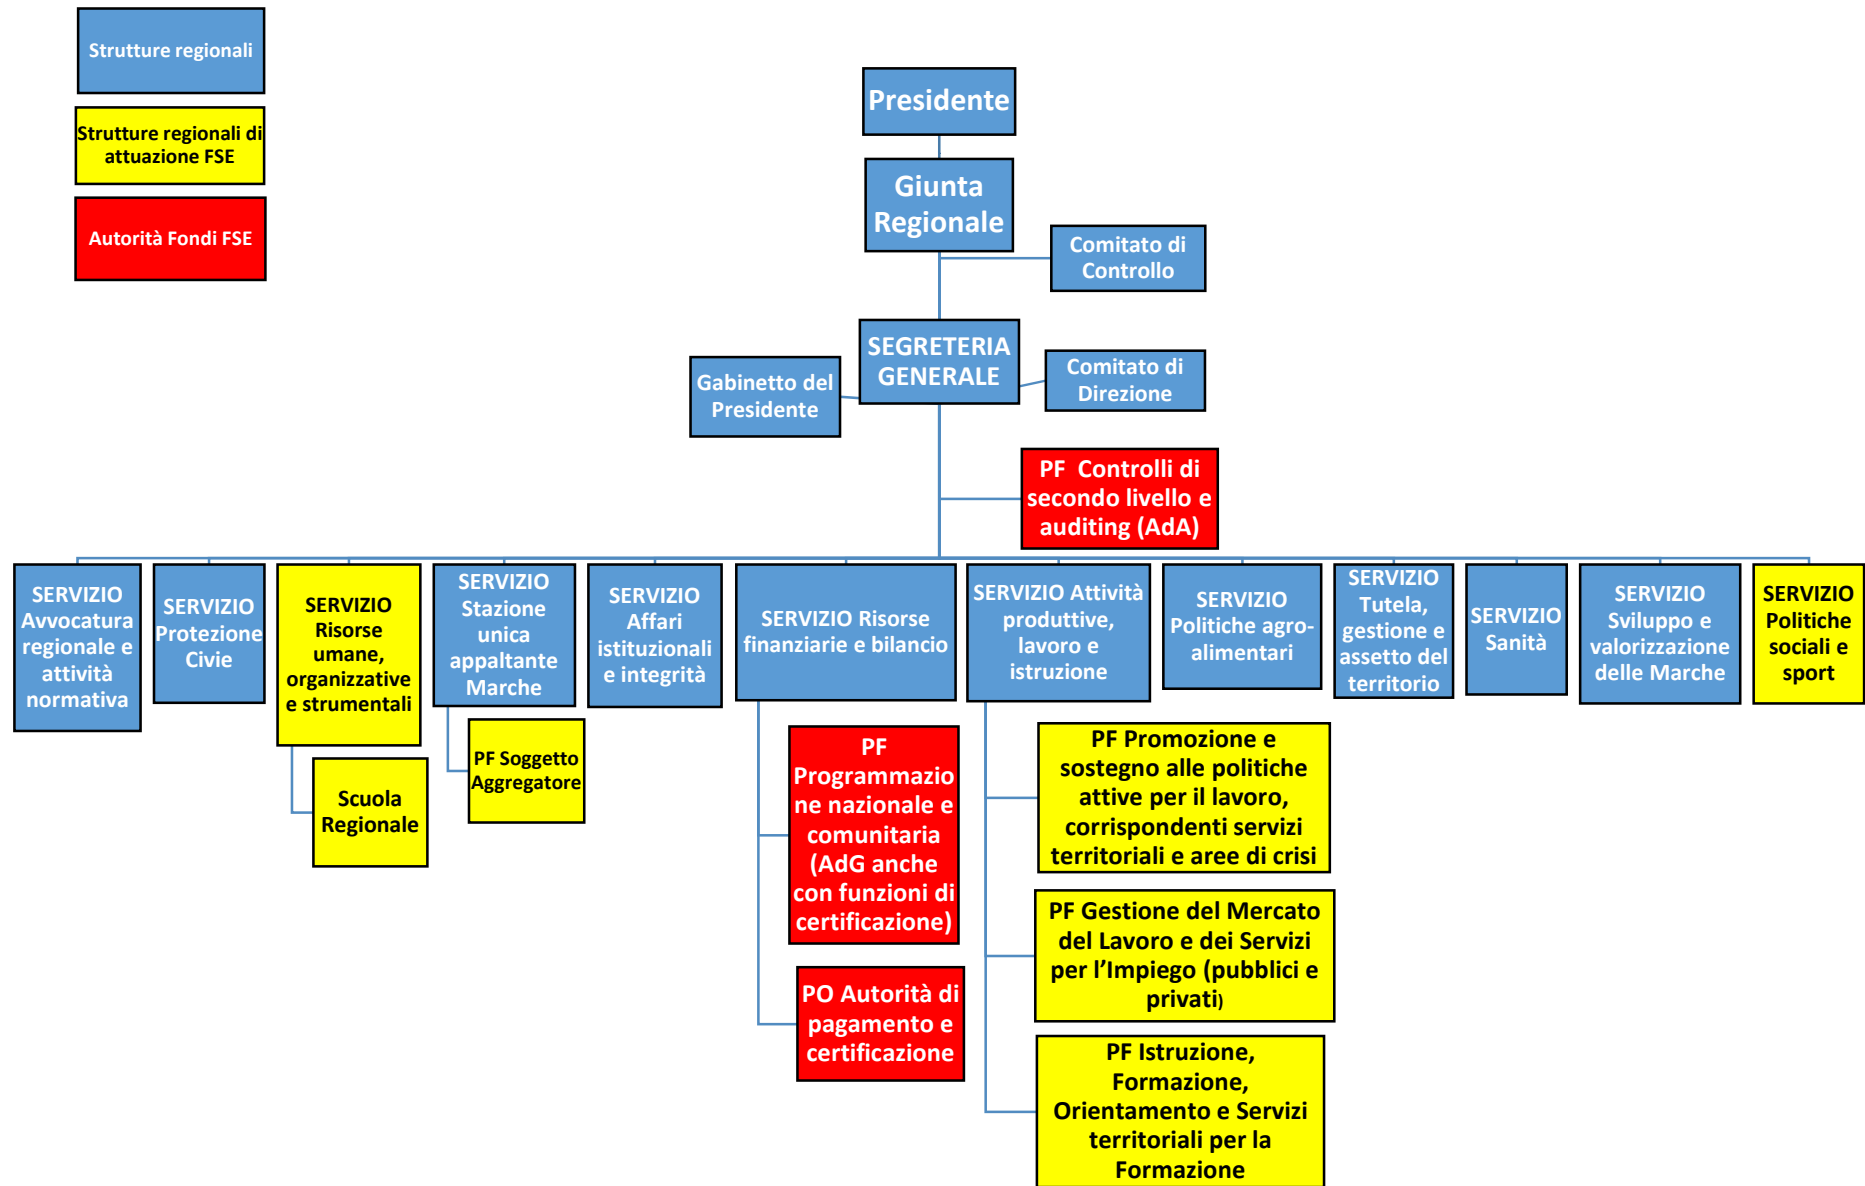 Strutture regionali
Strutture regionali di
attuazione FSE
Autorità Fondi FSE
Presidente
Giunta
Regionale
Comitato di
Controllo
SEGRETERIA
GENERALE
Gabinetto del
Presidente
Comitato di
Direzione
PF Controlli di
secondo livello e
auditing (AdA)
SERVIZIO
Avvocatura
regionale e
attività
normativa
SERVIZIO
Protezione
Civie
SERVIZIO
Risorse
umane,
organizzative
e strumentali
SERVIZIO
Stazione
unica
appaltante
Marche
SERVIZIO
Affari
istituzionali
e integrità
SERVIZIO Risorse
finanziarie e bilancio
SERVIZIO Attività
produttive,
lavoro e
istruzione
SERVIZIO
Politiche agro-
alimentari
SERVIZIO
Tutela,
gestione e
assetto del
territorio
SERVIZIO
Sanità
SERVIZIO
Sviluppo e
valorizzazione
delle Marche
SERVIZIO
Politiche
sociali e
sport
Scuola
Regionale
PF Soggetto
Aggregatore
PF
Programmazio
ne nazionale e
comunitaria
(AdG anche
con funzioni di
certificazione)
PO Autorità di
pagamento e
certificazione
PF Promozione e
sostegno alle politiche
attive per il lavoro,
corrispondenti servizi
territoriali e aree di crisi
PF Gestione del Mercato
del Lavoro e dei Servizi
per l’Impiego (pubblici e
privati)
PF Istruzione,
Formazione,
Orientamento e Servizi
territoriali per la
Formazione